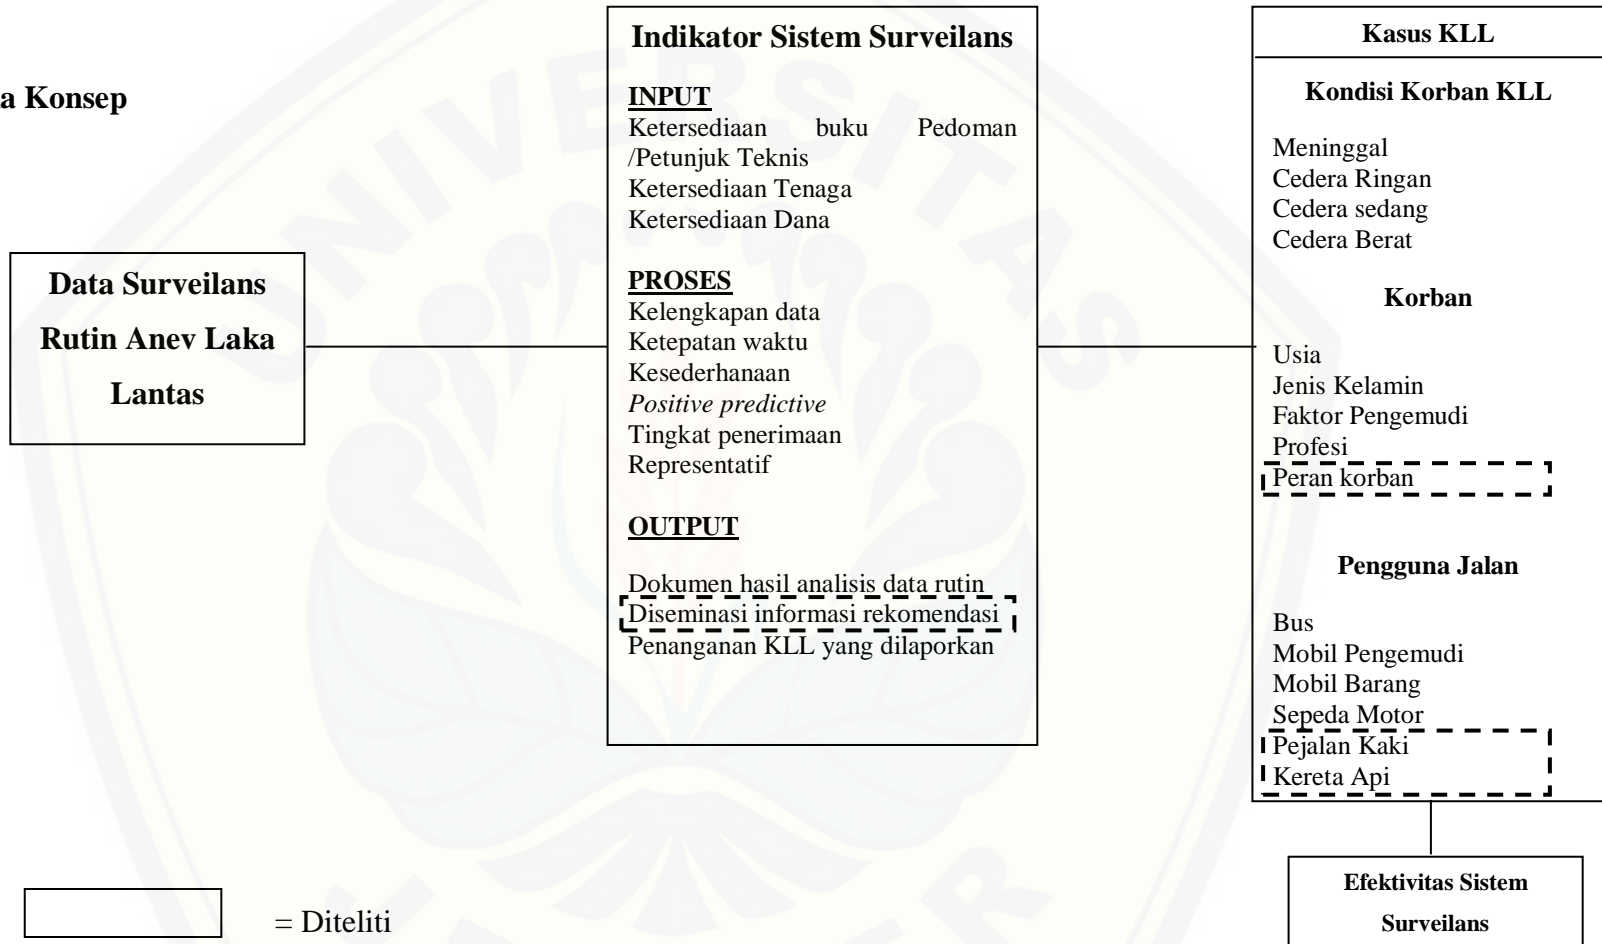 a Konsep
Data Surveilans
Rutin Anev Laka
Lantas
Indikator Sistem Surveilans
INPUT
Ketersediaan buku Pedoman
/Petunjuk Teknis
Ketersediaan Tenaga
Ketersediaan Dana
PROSES
Kelengkapan data
Ketepatan waktu
Kesederhanaan
Positive predictive
Tingkat penerimaan
Representatif
OUTPUT
Dokumen hasil analisis data rutin
Diseminasi informasi rekomendasi
Penanganan KLL yang dilaporkan
Kasus KLL
Kondisi Korban KLL
Meninggal
Cedera Ringan
Cedera sedang
Cedera Berat
Korban
Usia
Jenis Kelamin
Faktor Pengemudi
Profesi
Peran korban
Pengguna Jalan
Bus
Mobil Pengemudi
Mobil Barang
Sepeda Motor
Pejalan Kaki
Kereta Api
Efektivitas Sistem
Surveilans
= Diteliti
UNIVERSITAS